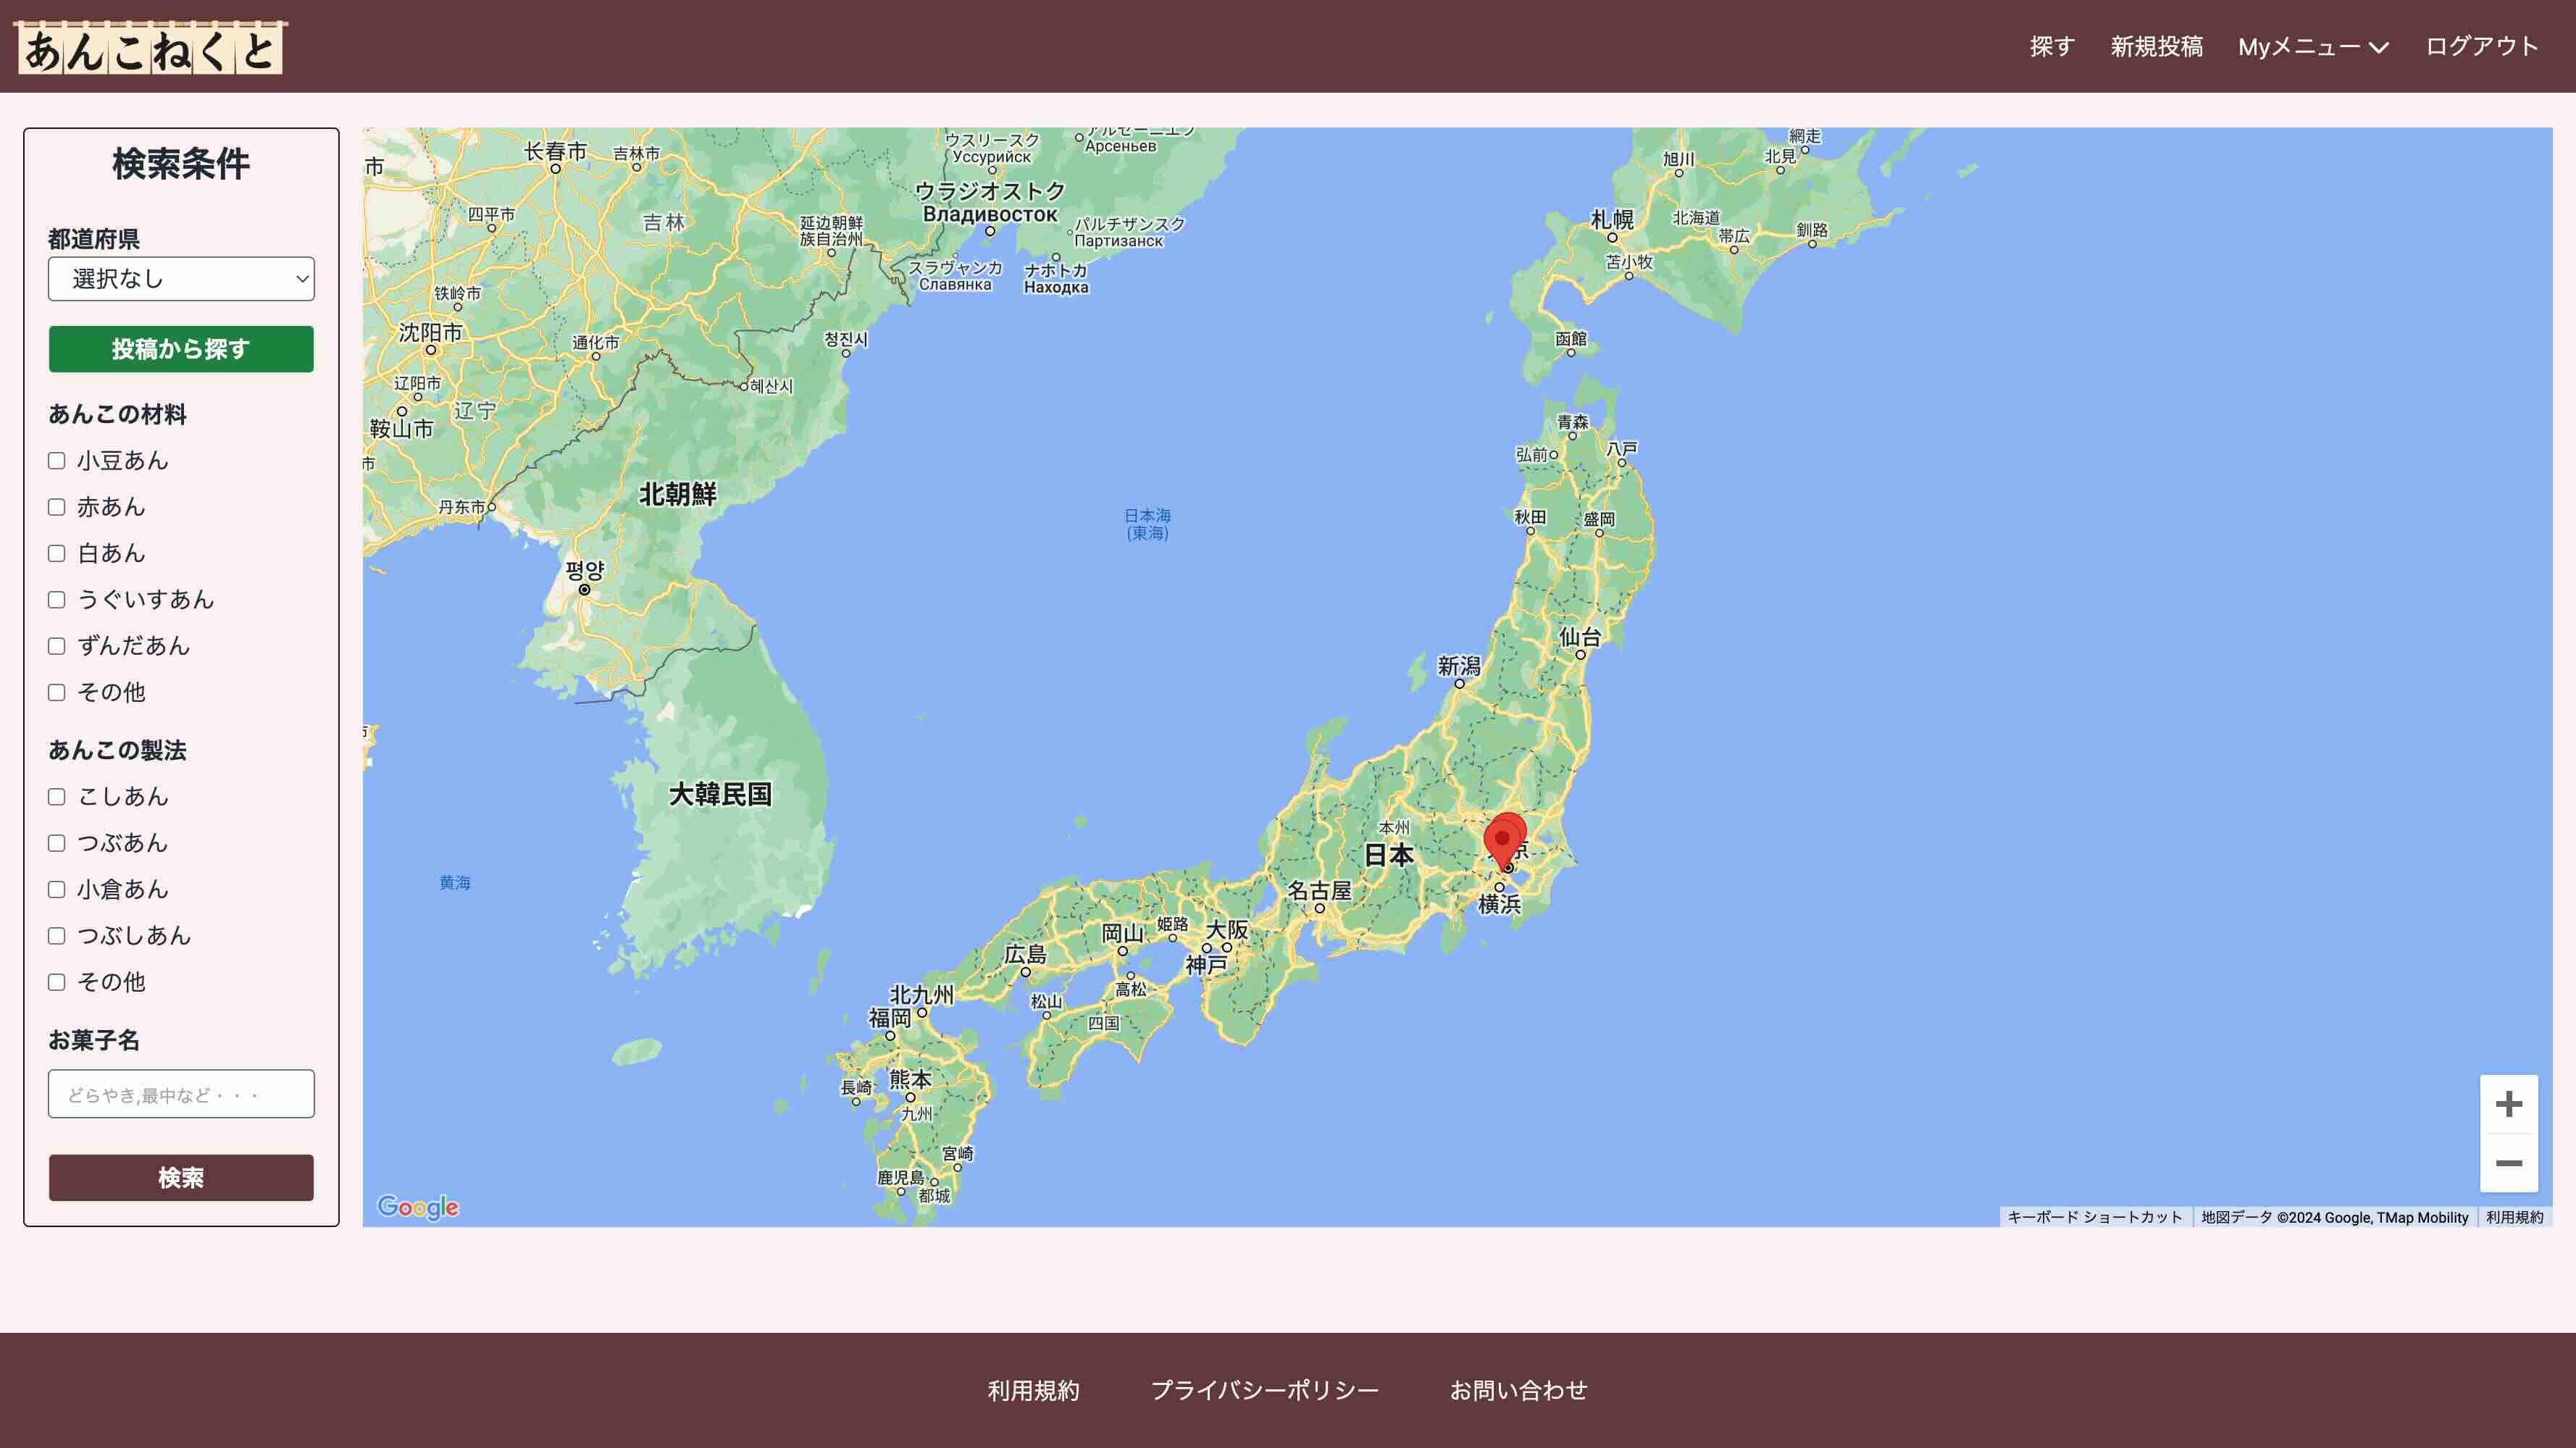 あんこねくと
探す
新規投稿
Myメニュー
ログアウト
検索条件
都道府県
選択なし
投稿から探す
あんこの材料
小豆あん
赤あん
白あん
うぐいすあん
ずんだあん
その他
あんこの製法
こしあん
つぶあん
小倉あん
つぶしあん
その他
お菓子名
どらやき,最中など・・・
検索
市
长春市
吉林市
ウスリースク
Уссурийск
Арсеньев
网走
旭川
北見
四平市
吉林
延边朝鲜
族自治州
ウラジオストク
Владивосток
パルチザンスク
Партизанск
札幌
北海道
帯広
釧路
苫小牧
スラヴャンカ
Славянка
ナホトカ
Находка
铁岭市
沈阳市
通化市
청진시
函館
辽阳市
혜산시
辽宁
鞍山市
青森
弘前
八戸
市
北朝鮮
丹东市
日本海
(東海)
秋田
盛岡
평양
仙台
新潟
大韓民国
本州
日本
京
黄海
名古屋
横浜
姫路
大阪
岡山
広島
神戸
高松
北九州
松山
福岡
四国
熊本
長崎
九州
宮崎
鹿児島
都城
Google
キーボード ショートカット
地図データ ©2024 Google, TMap Mobility
利用規約
利用規約
プライバシーポリシー
お問い合わせ